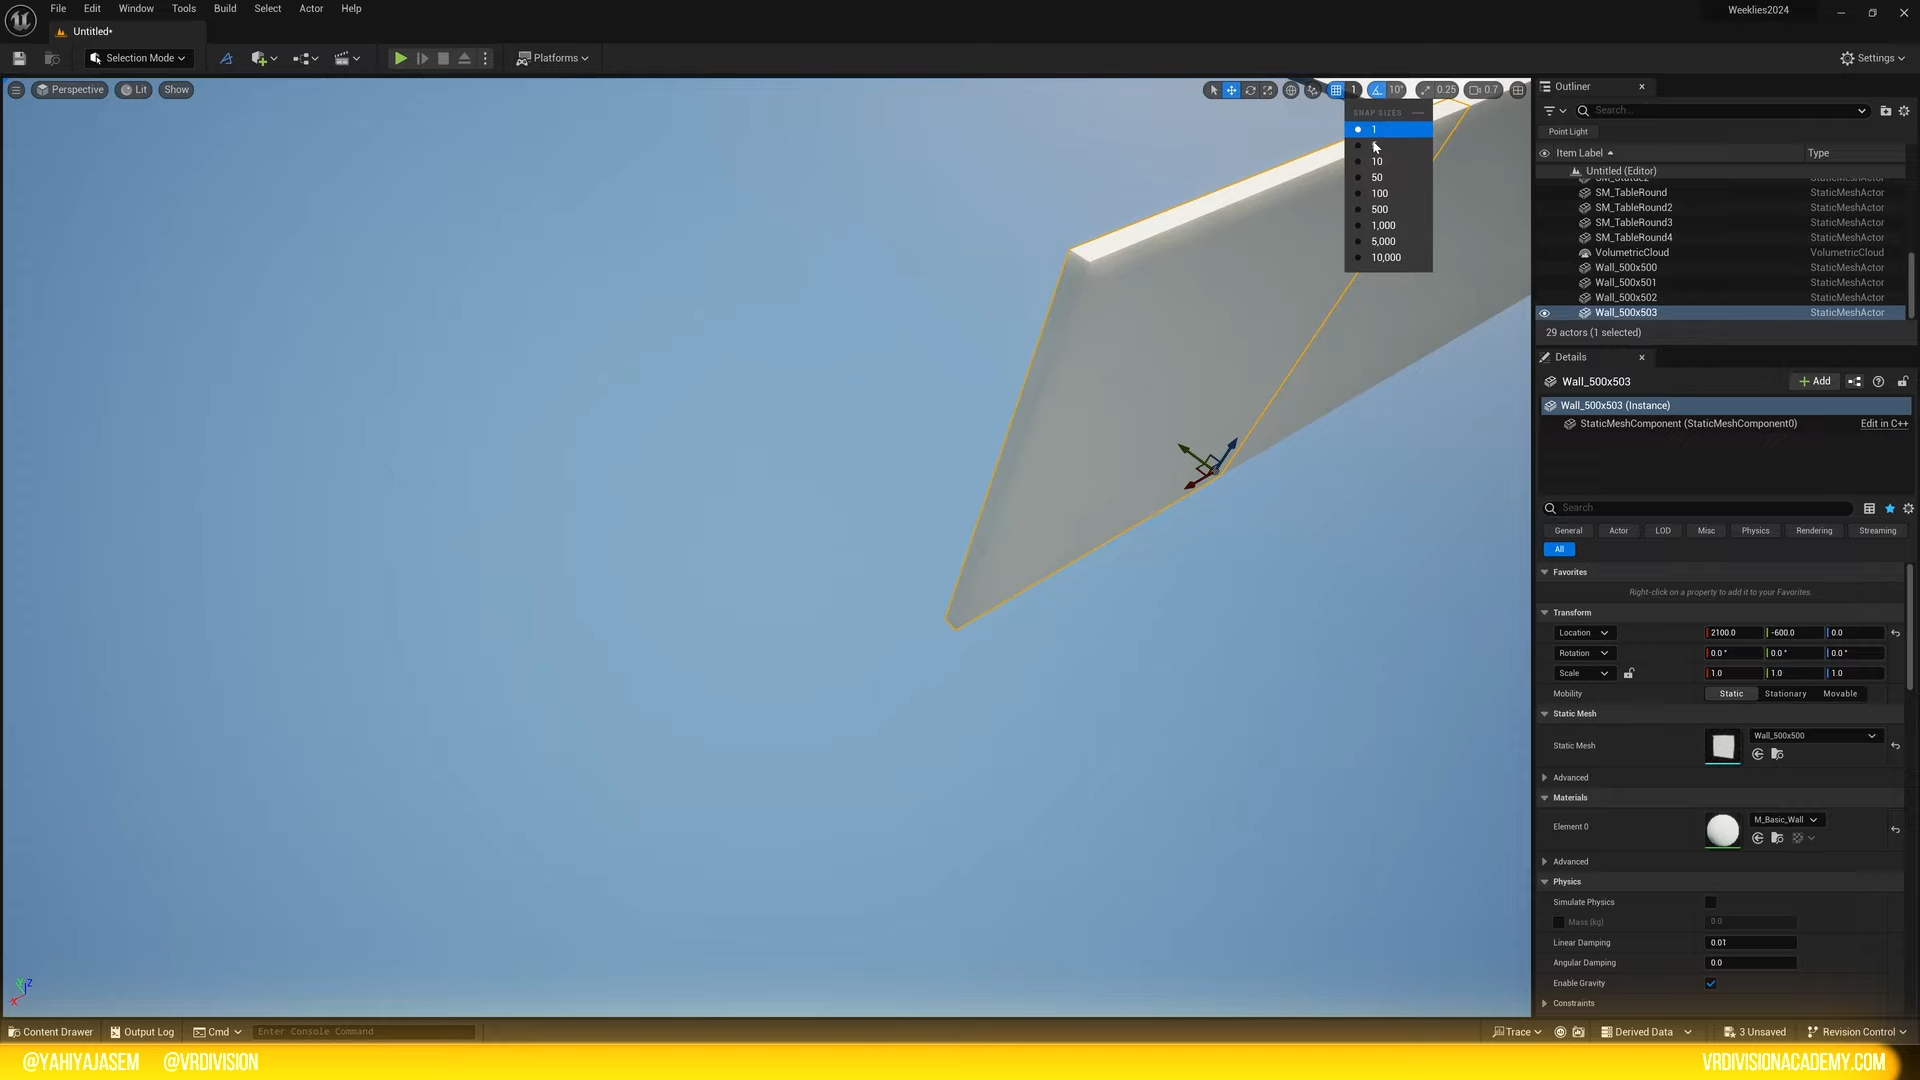 File Edit Window Tools Build Select Actor Help
Weeklies2024
Untitled*
Selection Mode
Platforms
Settings
Perspective Lit Show
1 10° 0.25 0.7
SNAP SIZES
1
10
50
100
500
1,000
5,000
10,000
Outliner
Search...
Point Light
Item Label Type
Untitled (Editor)
SM_TableRound StaticMeshActor
SM_TableRound2 StaticMeshActor
SM_TableRound3 StaticMeshActor
SM_TableRound4 StaticMeshActor
VolumetricCloud VolumetricCloud
Wall_500x500 StaticMeshActor
Wall_500x501 StaticMeshActor
Wall_500x502 StaticMeshActor
Wall_500x503 StaticMeshActor
29 actors (1 selected)
Details
Wall_500x503
Add
Wall_500x503 (Instance)
StaticMeshComponent (StaticMeshComponent0) Edit in C++
Search
General Actor LOD Misc Physics Rendering Streaming
All
Favorites
Right-click on a property to add it to your Favorites.
Transform
Location 2100.0 -600.0 0.0
Rotation 0.0° 0.0° 0.0°
Scale 1.0 1.0 1.0
Mobility Static Stationary Movable
Static Mesh
Static Mesh Wall_500x500
Advanced
Materials
Element 0 M_Basic_Wall
Advanced
Physics
Simulate Physics
Mass (kg) 0.0
Linear Damping 0.01
Angular Damping 0.0
Enable Gravity
Constraints
X Y Z
Content Drawer Output Log Cmd Enter Console Command
Trace Derived Data 3 Unsaved Revision Control
@YAHIYAJASEM @VRDIVISION
VRDIVISIONACADEMY.COM